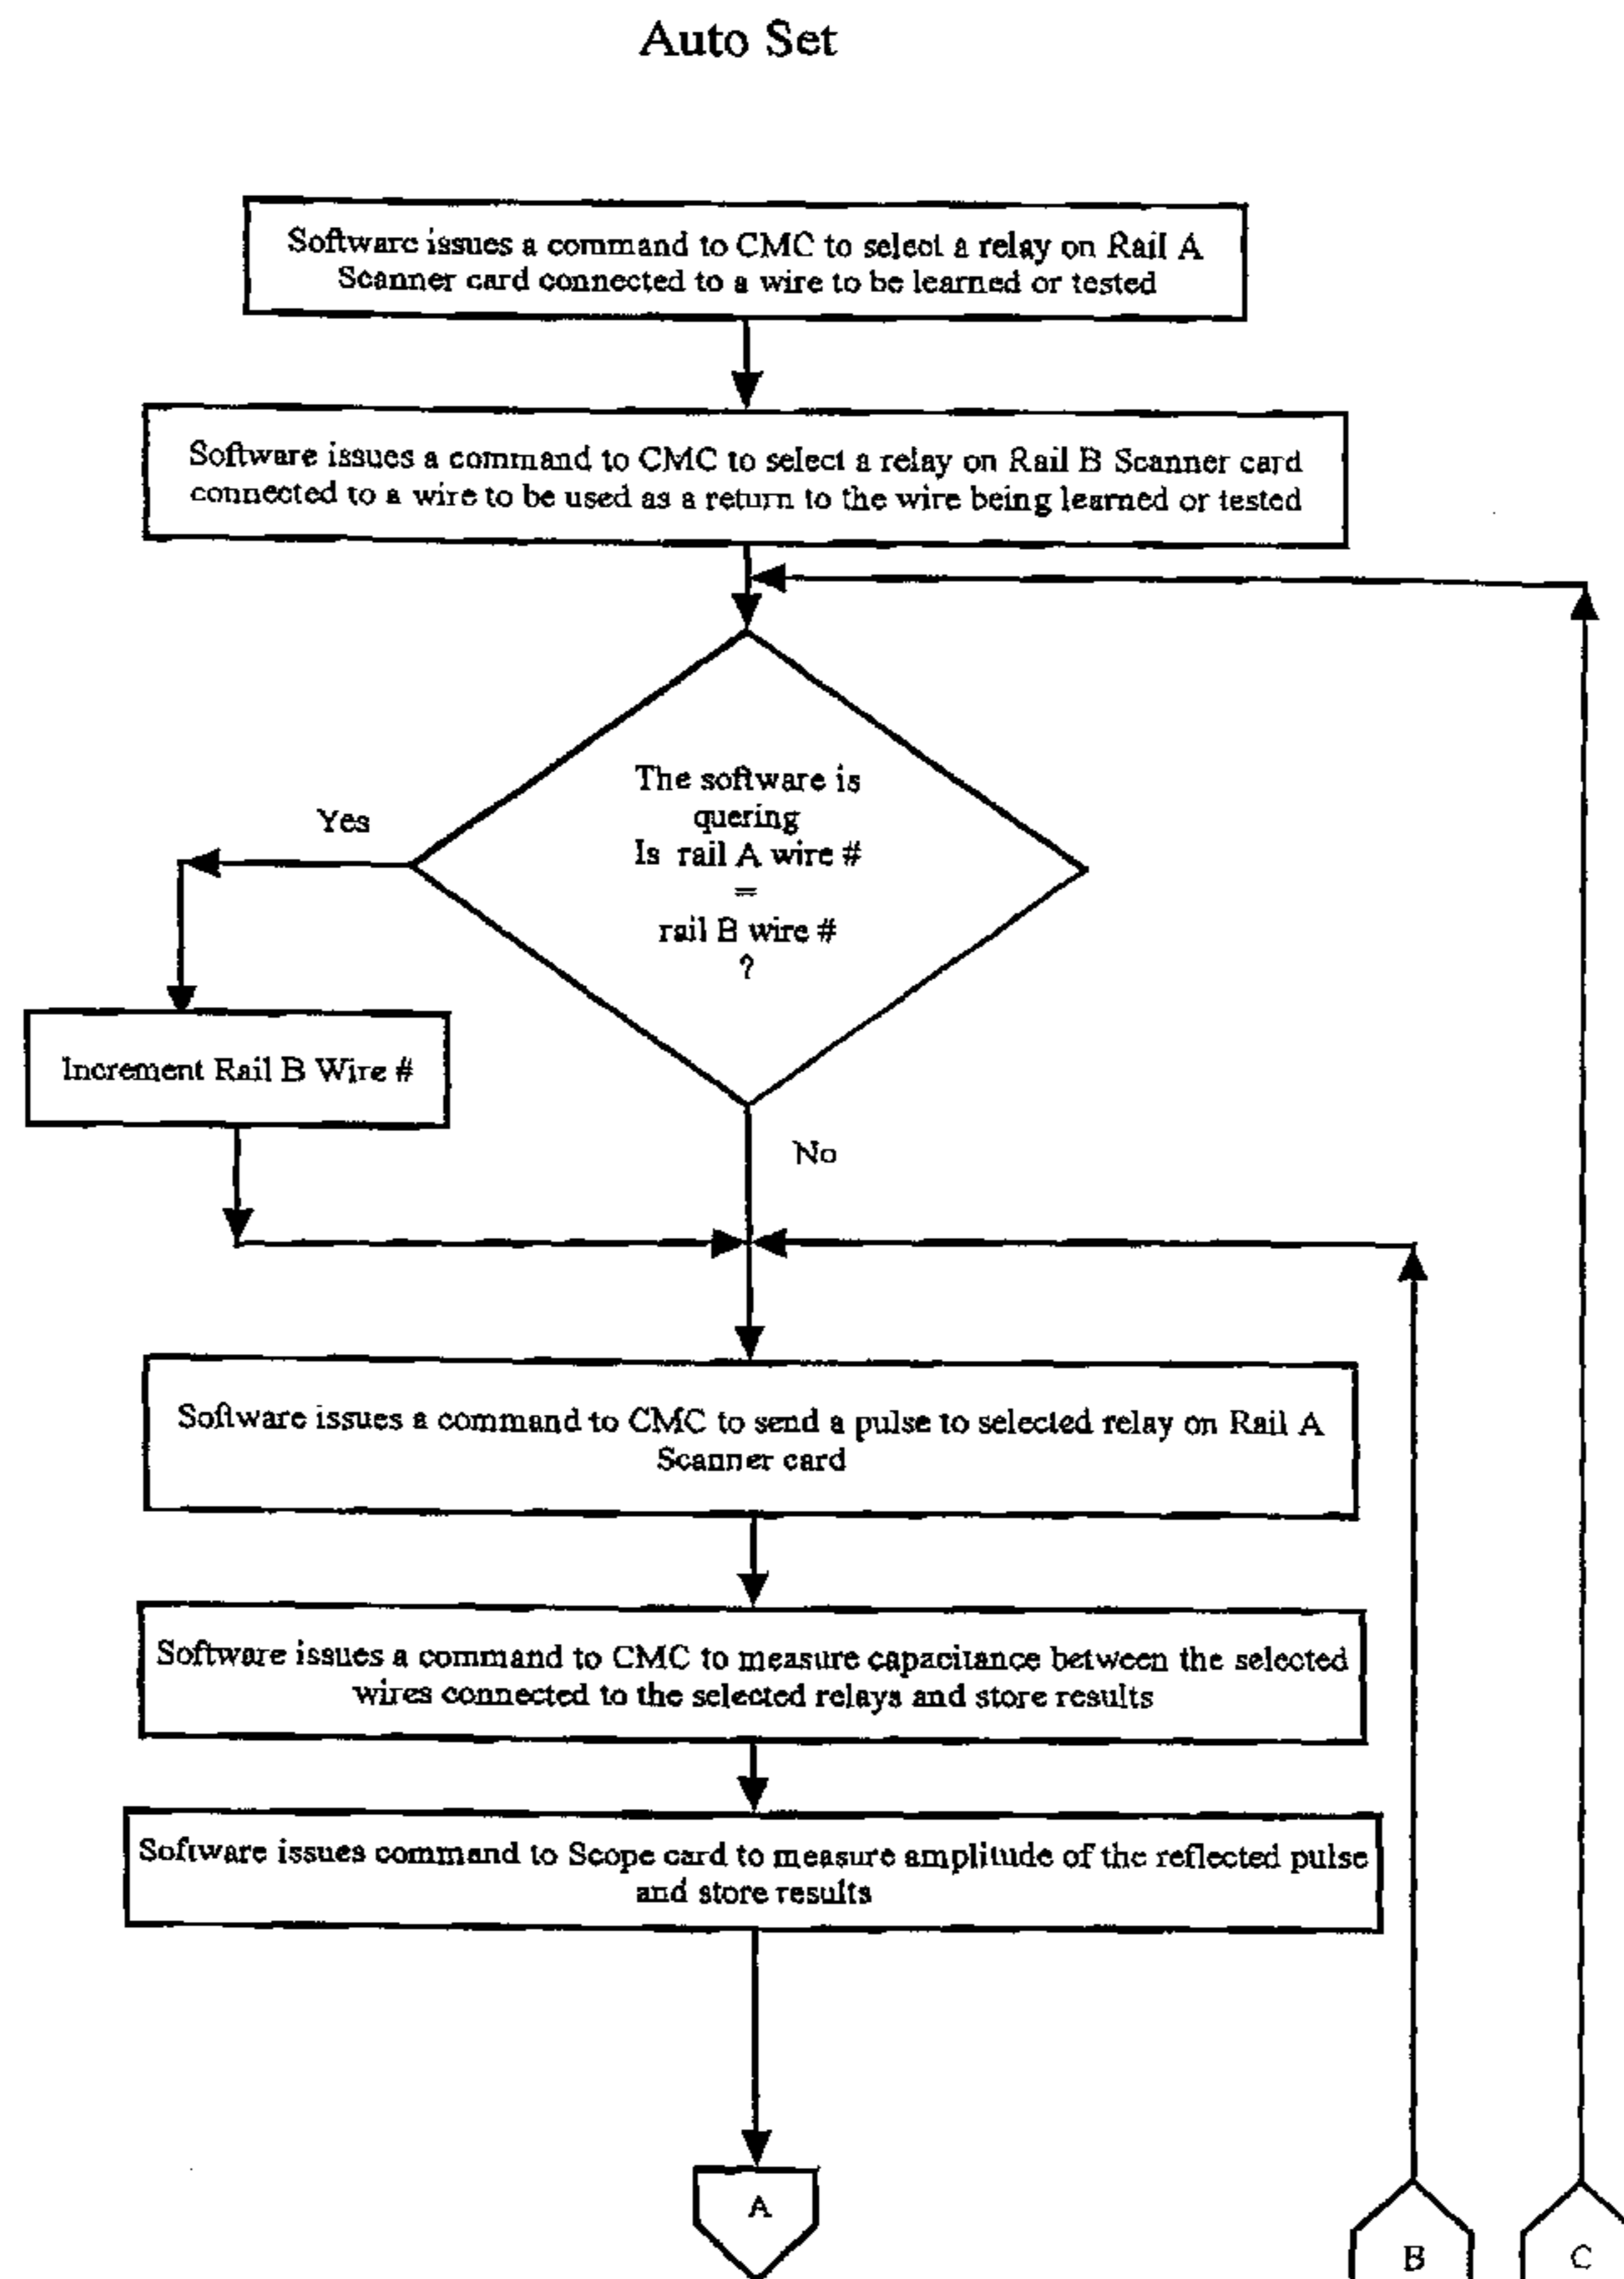 Auto Set
Software issues a command to CMC to select a relay on Rail A
Scanner card connected to a wire to be learned or tested
Software issues a command to CMC to select a relay on Rail B Scanner card
connected to a wire to be used as a return to the wire being learned or tested
The software is
quering
Is rail A wire #
=
rail B wire #
?
Yes
Increment Rail B Wire #
No
Software issues a command to CMC to send a pulse to selected relay on Rail A
Scanner card
Software issues a command to CMC to measure capacitance between the selected
wires connected to the selected relays and store results
Software issues command to Scope card to measure amplitude of the reflected pulse
and store results
A
B
C